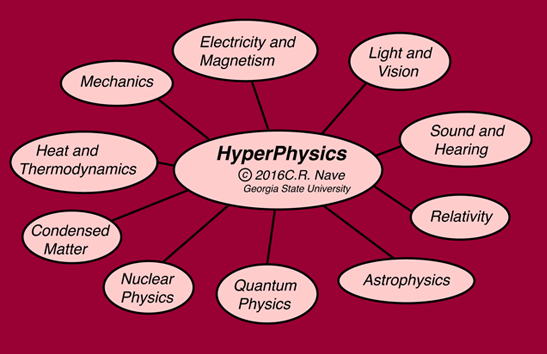 Electricity and
Magnetism
Light and
Vision
Mechanics
Sound and
Hearing
HyperPhysics
© 2016C.R. Nave
Georgia State University
Heat and
Thermodynamics
Relativity
Condensed
Matter
Nuclear
Physics
Quantum
Physics
Astrophysics